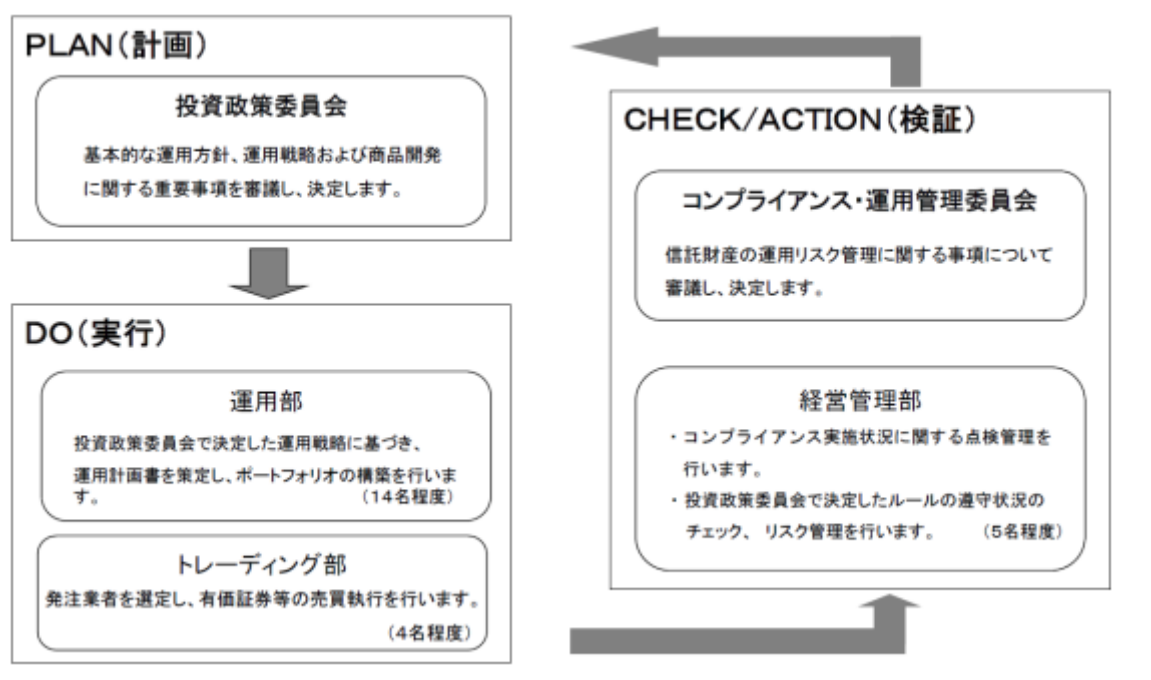 PLAN(計画)
投資政策委員会
基本的な運用方針、運用戦略および商品開発
に関する重要事項を審議し、決定します。
DO(実行)
運用部
投資政策委員会で決定した運用戦略に基づき、
運用計画書を策定し、ポートフォリオの構築を行いま
す。 (14名程度)
トレーディング部
発注業者を選定し、有価証券等の売買執行を行います。
(4名程度)
CHECK/ACTION(検証)
コンプライアンス・運用管理委員会
信託財産の運用リスク管理に関する事項について
審議し、決定します。
経営管理部
・コンプライアンス実施状況に関する点検管理を
行います。
・投資政策委員会で決定したルールの遵守状況の
チェック、 リスク管理を行います。 (5名程度)